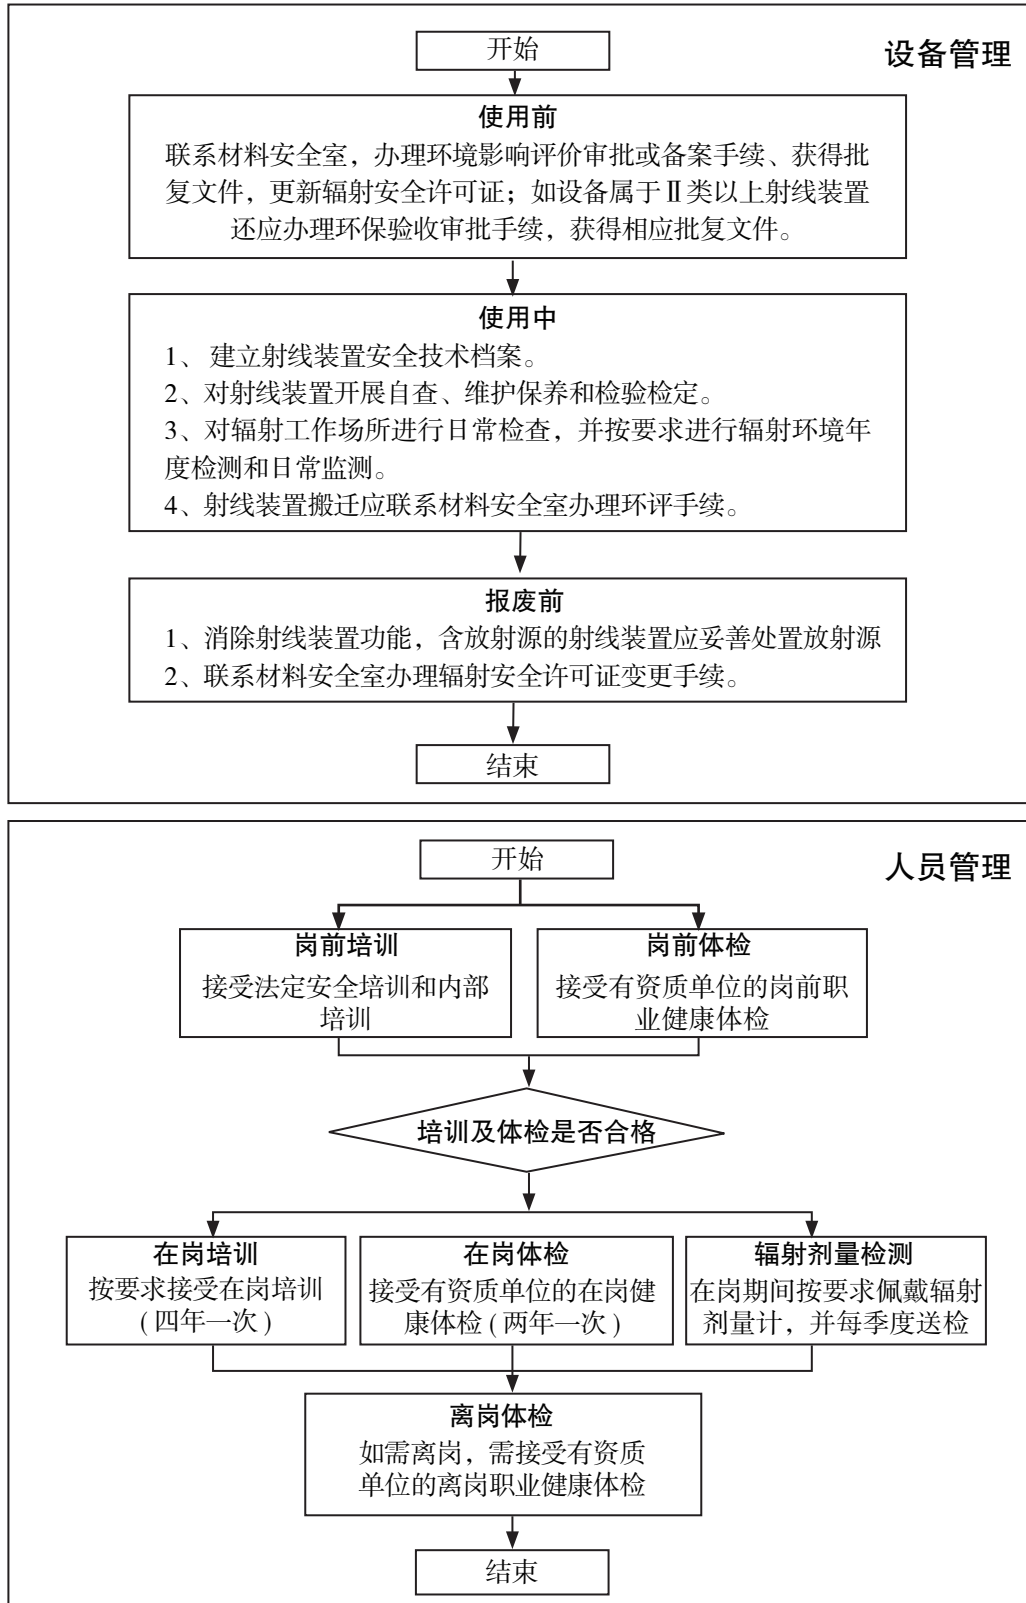 设备管理
开始
使用前
联系材料安全室，办理环境影响评价审批或备案手续、获得批
复文件，更新辐射安全许可证；如设备属于Ⅱ类以上射线装置
还应办理环保验收审批手续，获得相应批复文件。
使用中
1、 建立射线装置安全技术档案。
2、对射线装置开展自查、维护保养和检验检定。
3、对辐射工作场所进行日常检查，并按要求进行辐射环境年
度检测和日常监测。
4、射线装置搬迁应联系材料安全室办理环评手续。
报废前
1、消除射线装置功能，含放射源的射线装置应妥善处置放射源
2、联系材料安全室办理辐射安全许可证变更手续。
结束
人员管理
开始
岗前培训
接受法定安全培训和内部
培训
岗前体检
接受有资质单位的岗前职
业健康体检
培训及体检是否合格
在岗培训
按要求接受在岗培训
（四年一次）
在岗体检
接受有资质单位的在岗健
康体检（两年一次）
辐射剂量检测
在岗期间按要求佩戴辐射
剂量计，并每季度送检
离岗体检
如需离岗，需接受有资质
单位的离岗职业健康体检
结束